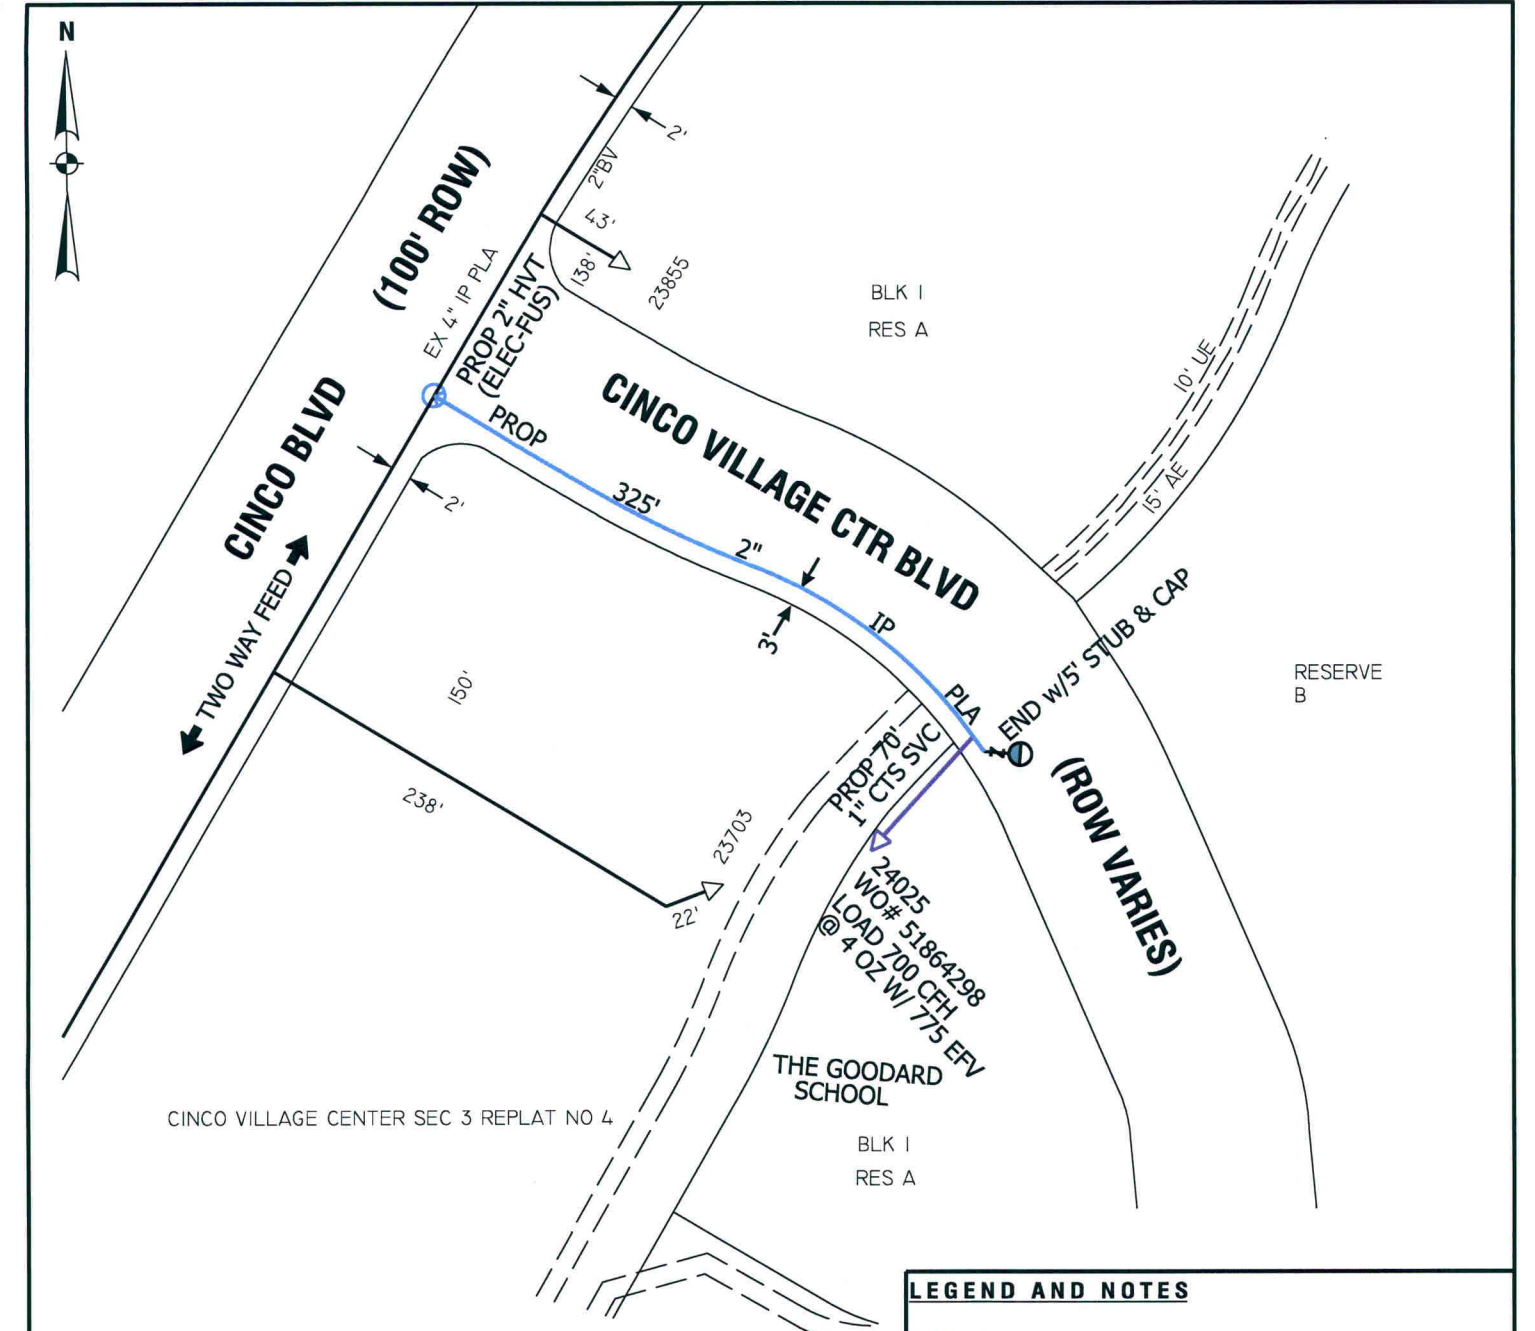 N
2'
2"BV
43'
138'
23855
(100' ROW)
EX 4" IP PLA
PROP 2" HVT
(ELEC-FUS)
BLK I
RES A
10' UE
15' AE
CINCO BLVD
PROP
325'
2"
IP
PLA
CINCO VILLAGE CTR BLVD
2'
3'
TWO WAY FEED
END w/5' STUB & CAP
RESERVE
B
150'
238'
22'
23703
PROP 70'
1" CTS SVC
(ROW VARIES)
24025
WO# 51864298
LOAD 700 CFH
@ 4 OZ W/ 775 EFV
THE GOODARD
SCHOOL
CINCO VILLAGE CENTER SEC 3 REPLAT NO 4
BLK I
RES A
LEGEND AND NOTES